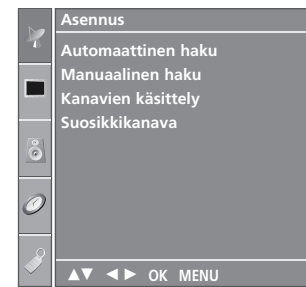 Asennus
Automaattinen haku
Manuaalinen haku
Kanavien käsittely
Suosikkikanava
▲▼ ◄► OK MENU